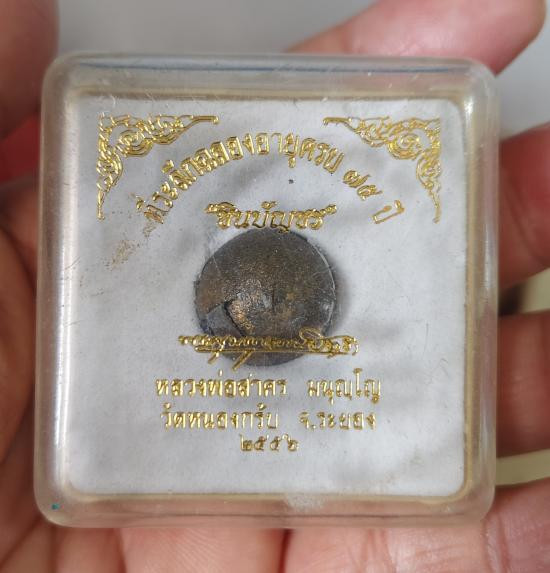 ที่ระลึกฉลองอายุครบ ๗๕ ปี
"ชินบัญชร"
หลวงพ่อสาคร มนุญฺโญ
วัดหนองกรับ จ.ระยอง
๒๕๕๖